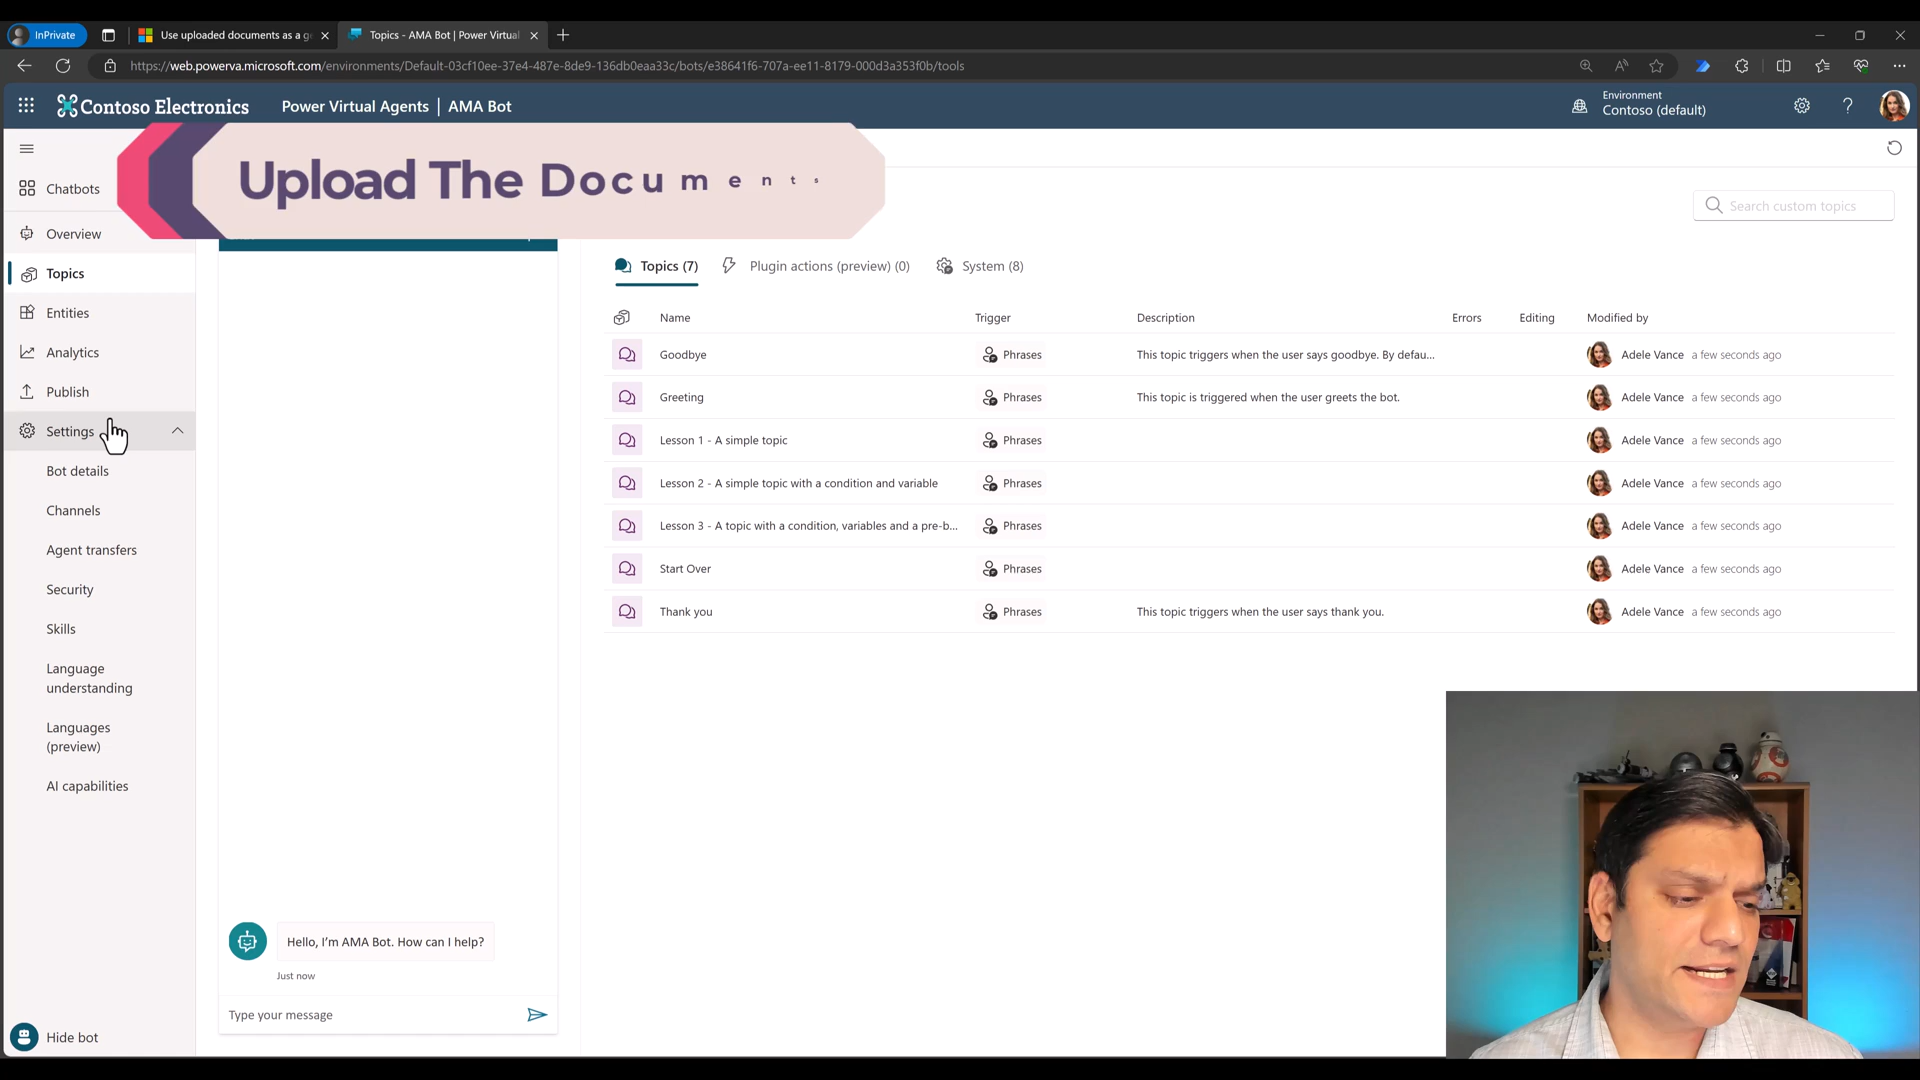 InPrivate
Use uploaded documents as a ge
Topics - AMA Bot | Power Virtual
https://web.powerva.microsoft.com/environments/Default-03cf10ee-37e4-487e-8de9-136db0eaa33c/bots/e38641f6-707a-ee11-8179-000d3a353f0b/tools
Contoso Electronics
Power Virtual Agents | AMA Bot
Environment
Contoso (default)
Upload The Documents
Chatbots
Overview
Topics
Entities
Analytics
Publish
Settings
Bot details
Channels
Agent transfers
Security
Skills
Language
understanding
Languages
(preview)
AI capabilities
Hide bot
Hello, I'm AMA Bot. How can I help?
Just now
Type your message
Search custom topics
Topics (7)
Plugin actions (preview) (0)
System (8)
Name Trigger Description Errors Editing Modified by
Goodbye Phrases This topic triggers when the user says goodbye. By defau... Adele Vance a few seconds ago
Greeting Phrases This topic is triggered when the user greets the bot. Adele Vance a few seconds ago
Lesson 1 - A simple topic Phrases Adele Vance a few seconds ago
Lesson 2 - A simple topic with a condition and variable Phrases Adele Vance a few seconds ago
Lesson 3 - A topic with a condition, variables and a pre-b... Phrases Adele Vance a few seconds ago
Start Over Phrases Adele Vance a few seconds ago
Thank you Phrases This topic triggers when the user says thank you. Adele Vance a few seconds ago